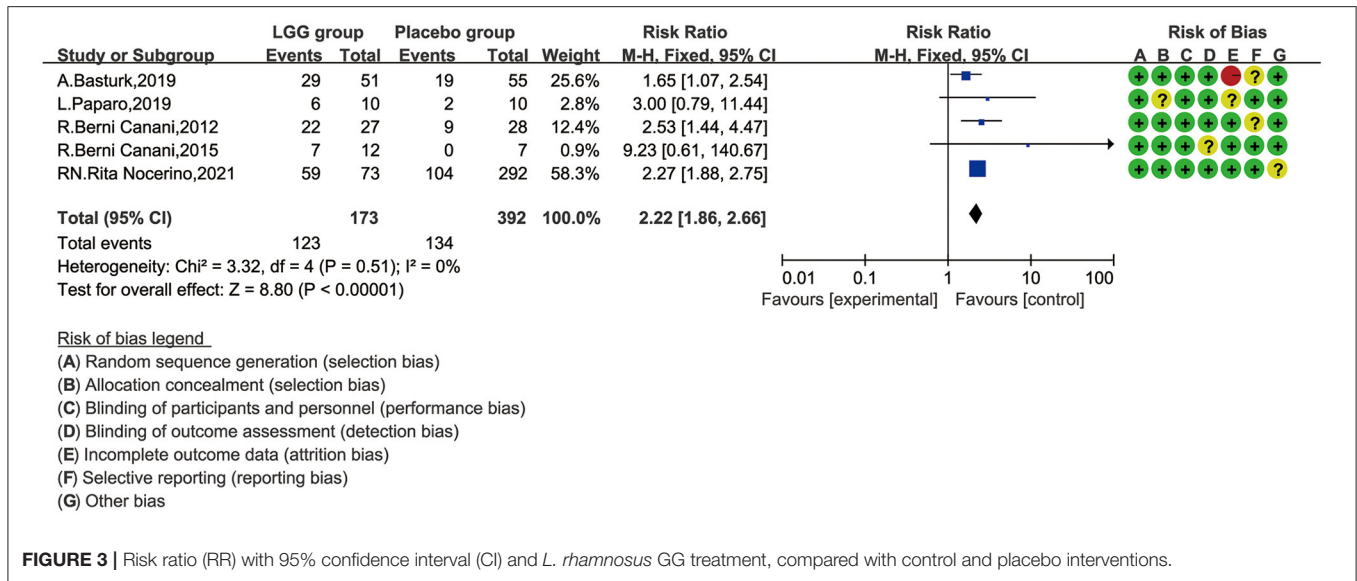 LGG group Placebo group Risk Ratio Risk Ratio Risk of Bias
Study or Subgroup Events Total Events Total Weight M-H, Fixed, 95% CI M-H, Fixed, 95% CI A B C D E F G
A.Basturk,2019 29 51 19 55 25.6% 1.65 [1.07, 2.54] + + + + - ? +
L.Paparo,2019 6 10 2 10 2.8% 3.00 [0.79, 11.44] + ? + + ? + +
R.Berni Canani,2012 22 27 9 28 12.4% 2.53 [1.44, 4.47] + + + + + ? +
R.Berni Canani,2015 7 12 0 7 0.9% 9.23 [0.61, 140.67] + + + ? + + +
RN.Rita Nocerino,2021 59 73 104 292 58.3% 2.27 [1.88, 2.75] + + + + + + ?
Total (95% CI) 173 392 100.0% 2.22 [1.86, 2.66]
Total events 123 134
Heterogeneity: Chi² = 3.32, df = 4 (P = 0.51); I² = 0%
Test for overall effect: Z = 8.80 (P < 0.00001)
0.01 0.1 1 10 100
Favours [experimental] Favours [control]
Risk of bias legend
(A) Random sequence generation (selection bias)
(B) Allocation concealment (selection bias)
(C) Blinding of participants and personnel (performance bias)
(D) Blinding of outcome assessment (detection bias)
(E) Incomplete outcome data (attrition bias)
(F) Selective reporting (reporting bias)
(G) Other bias
FIGURE 3 | Risk ratio (RR) with 95% confidence interval (CI) and L. rhamnosus GG treatment, compared with control and placebo interventions.